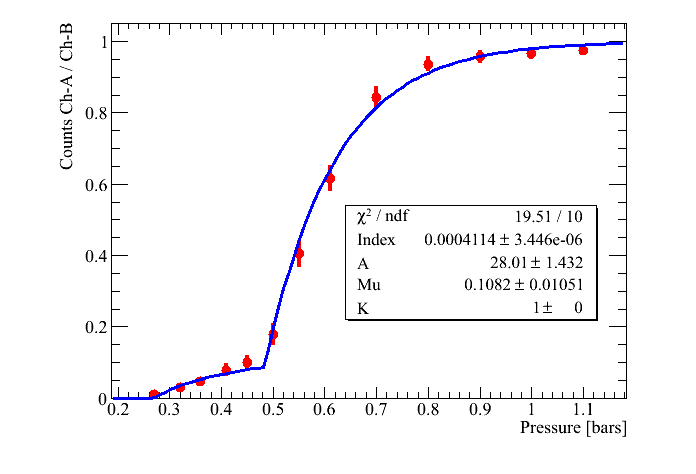 Counts Ch-A / Ch-B
1
0.8
0.6
0.4
0.2
0
χ² / ndf 19.51 / 10
Index 0.0004114 ± 3.446e-06
A 28.01 ± 1.432
Mu 0.1082 ± 0.01051
K 1 ± 0
0.2 0.3 0.4 0.5 0.6 0.7 0.8 0.9 1 1.1
Pressure [bars]